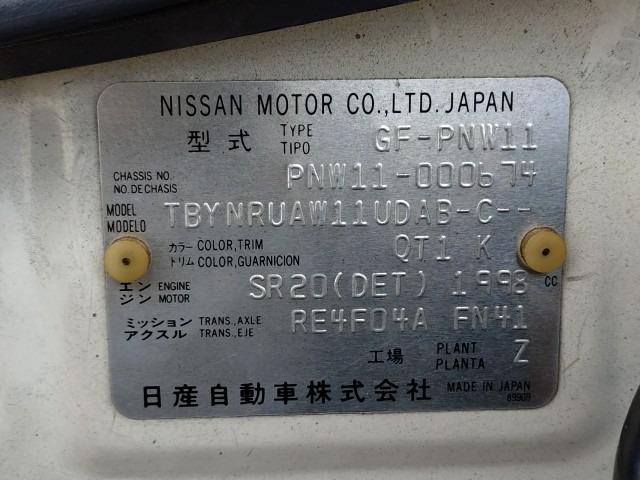 NISSAN MOTOR CO.,LTD. JAPAN
型式 TYPE TIPO GF-PNW11
CHASSIS NO. NO. DE CHASIS PNW11-000674
MODEL MODELO TBYNRUAW11UDAB-C--
カラー COLOR,TRIM
トリム COLOR,GUARNICION QT1 K
エンジン ENGINE MOTOR SR20(DET) 1998 CC
ミッション TRANS.,AXLE
アクスル TRANS.,EJE RE4F04A FN41
工場 PLANT PLANTA Z
日産自動車株式会社 MADE IN JAPAN